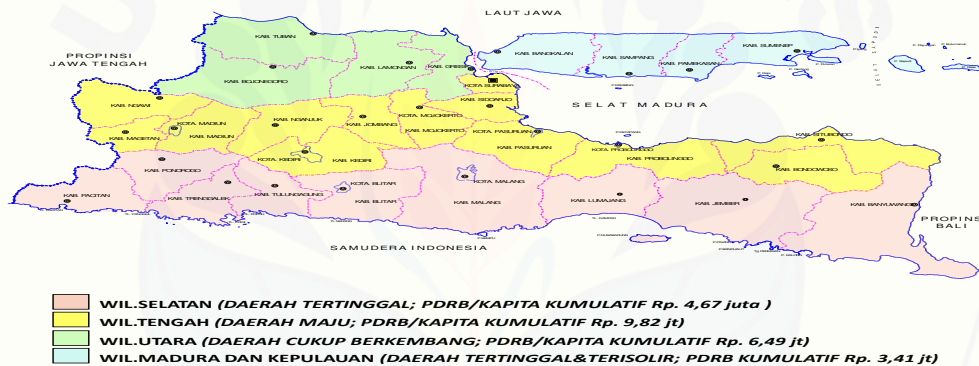 LAUT JAWA
PROPINSI
JAWA TENGAH
KAB. TUBAN
KAB. BOJONEGORO
KAB. LAMONGAN
KAB. GRESIK
KOTA SURABAYA
KAB. BANGKALAN
KAB. SAMPANG
KAB. PAMEKASAN
KAB. SUMENEP
SELAT MADURA
KAB. SIDOARJO
KAB. NGAWI
KOTA MADIUN
KAB. MADIUN
KAB. MAGETAN
KAB. NGANJUK
KAB. JOMBANG
KOTA MOJOKERTO
KAB. MOJOKERTO
KOTA PASURUAN
KAB. PASURUAN
KOTA KEDIRI
KAB. KEDIRI
KOTA PROBOLINGGO
KAB. PROBOLINGGO
KAB. SITUBONDO
KAB. BONDOWOSO
KAB. PONOROGO
KAB. PACITAN
KAB. TRENGGALEK
KAB. TULUNGAGUNG
KOTA BLITAR
KAB. BLITAR
KOTA MALANG
KAB. MALANG
KAB. LUMAJANG
KAB. JEMBER
KAB. BANYUWANGI
PROPINS
BALI
SAMUDERA INDONESIA
WIL.SELATAN (DAERAH TERTINGGAL; PDRB/KAPITA KUMULATIF Rp. 4,67 juta )
WIL.TENGAH (DAERAH MAJU; PDRB/KAPITA KUMULATIF Rp. 9,82 jt)
WIL.UTARA (DAERAH CUKUP BERKEMBANG; PDRB/KAPITA KUMULATIF Rp. 6,49 jt)
WIL.MADURA DAN KEPULAUAN (DAERAH TERTINGGAL&TERISOLIR; PDRB KUMULATIF Rp. 3,41 jt)